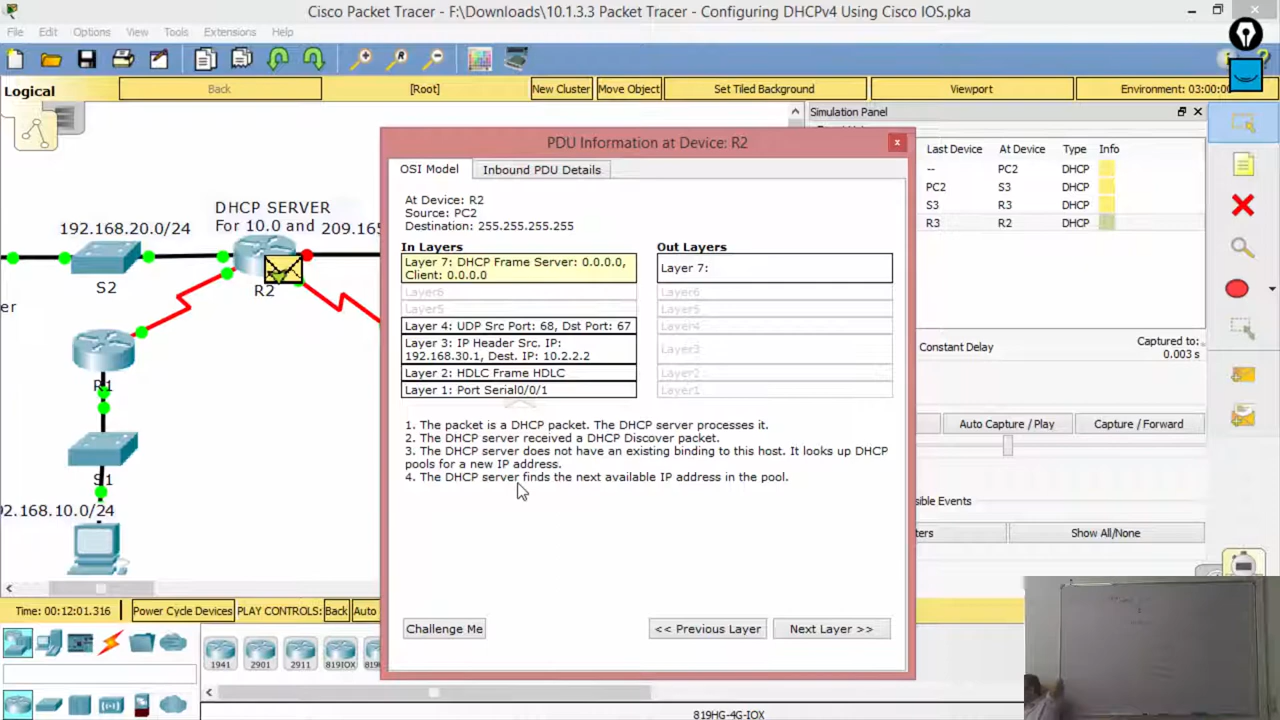 Cisco Packet Tracer - F:\Downloads\10.1.3.3 Packet Tracer - Configuring DHCPv4 Using Cisco IOS.pka
File Edit Options View Tools Extensions Help
Logical Back [Root] New Cluster Move Object Set Tiled Background Viewport Environment: 03:00:00
Simulation Panel
Last Device At Device Type Info
-- PC2 DHCP
PC2 S3 DHCP
S3 R3 DHCP
R3 R2 DHCP
Constant Delay Captured to:
0.003 s
Auto Capture / Play Capture / Forward
sible Events
ters Show All/None
DHCP SERVER
For 10.0 and
192.168.20.0/24
209.165
S2
R2
er
R1
S1
92.168.10.0/24
PDU Information at Device: R2
x
OSI Model Inbound PDU Details
At Device: R2
Source: PC2
Destination: 255.255.255.255
In Layers Out Layers
Layer 7: DHCP Frame Server: 0.0.0.0, Client: 0.0.0.0 Layer 7:
Layer6 Layer6
Layer5 Layer5
Layer 4: UDP Src Port: 68, Dst Port: 67 Layer4
Layer 3: IP Header Src. IP: 192.168.30.1, Dest. IP: 10.2.2.2 Layer3
Layer 2: HDLC Frame HDLC Layer2
Layer 1: Port Serial0/0/1 Layer1
1. The packet is a DHCP packet. The DHCP server processes it.
2. The DHCP server received a DHCP Discover packet.
3. The DHCP server does not have an existing binding to this host. It looks up DHCP
pools for a new IP address.
4. The DHCP server finds the next available IP address in the pool.
Challenge Me << Previous Layer Next Layer >>
Time: 00:12:01.316 Power Cycle Devices PLAY CONTROLS: Back Auto
1941 2901 2911 819IOX 819
819HG-4G-IOX